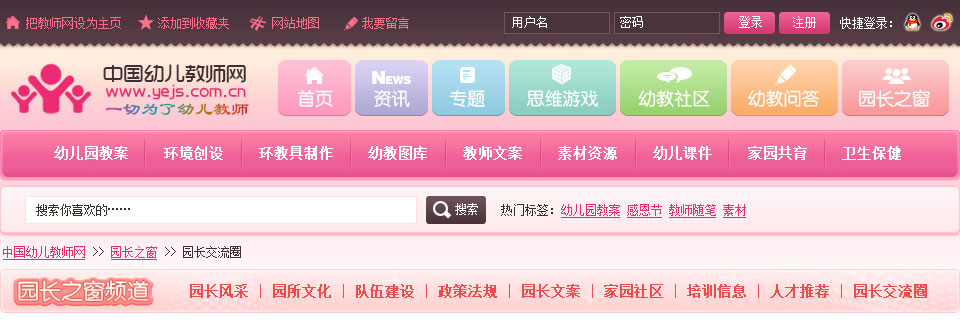 把教师网设为主页 添加到收藏夹 网站地图 我要留言 用户名 密码 登录 注册 快捷登录：
中国幼儿教师网
www.yejs.com.cn
一切为了幼儿教师
首页 NEWS 资讯 专题 思维游戏 幼教社区 幼教问答 园长之窗
幼儿园教案 环境创设 环教具制作 幼教图库 教师文案 素材资源 幼儿课件 家园共育 卫生保健
搜索你喜欢的…… 搜索 热门标签：幼儿园教案 感恩节 教师随笔 素材
中国幼儿教师网 >> 园长之窗 >> 园长交流圈
园长之窗频道 园长风采 | 园所文化 | 队伍建设 | 政策法规 | 园长文案 | 家园社区 | 培训信息 | 人才推荐 | 园长交流圈